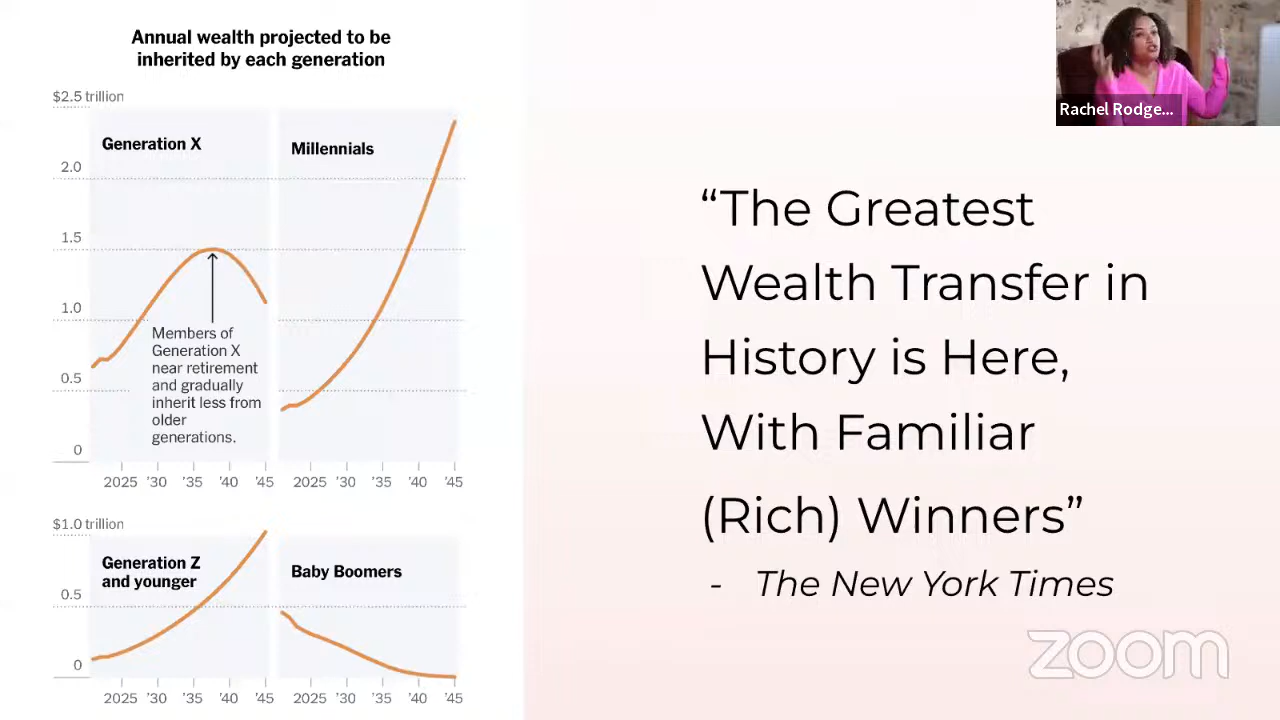 Annual wealth projected to be
inherited by each generation
$2.5 trillion
Generation X
Millennials
2.0
1.5
1.0
0.5
0
Members of
Generation X
near retirement
and gradually
inherit less from
older
generations.
2025 '30 '35 '40 '45
2025 '30 '35 '40 '45
$1.0 trillion
Generation Z
and younger
Baby Boomers
0.5
0
2025 '30 '35 '40 '45
2025 '30 '35 '40 '45
Rachel Rodge...
“The Greatest
Wealth Transfer in
History is Here,
With Familiar
(Rich) Winners”
- The New York Times
zoom